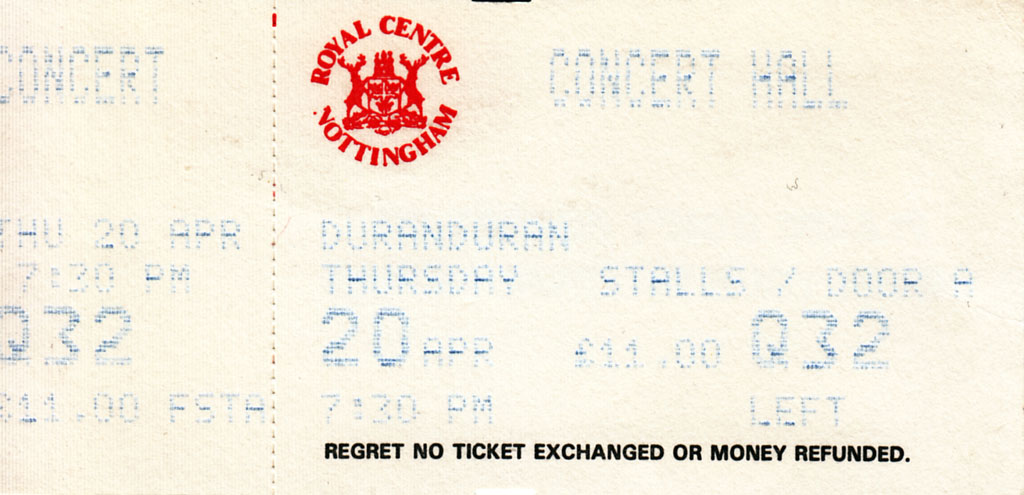 CONCERT
THU 20 APR
7:30 PM
Q32
£11.00 FSTA
ROYAL CENTRE
NOTTINGHAM
CONCERT HALL
DURANDURAN
THURSDAY STALLS / DOOR A
20 APR £11.00 Q32
7:30 PM LEFT
REGRET NO TICKET EXCHANGED OR MONEY REFUNDED.